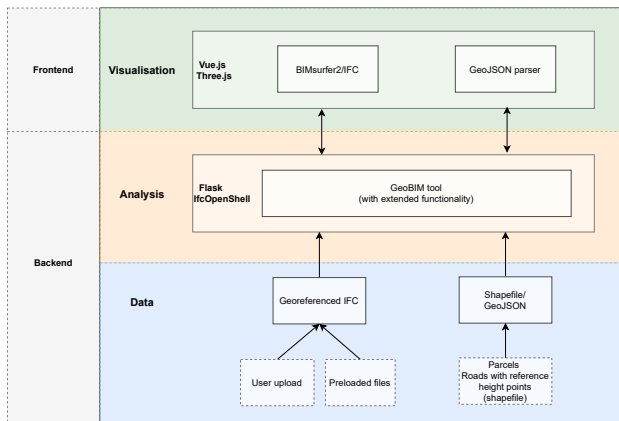 Frontend
Visualisation
Vue.js
Three.js
BIMsurfer2/IFC
GeoJSON parser
Backend
Analysis
Flask
IfcOpenShell
GeoBIM tool
(with extended functionality)
Data
Georeferenced IFC
Shapefile/
GeoJSON
User upload
Preloaded files
Parcels
Roads with reference
height points
(shapefile)